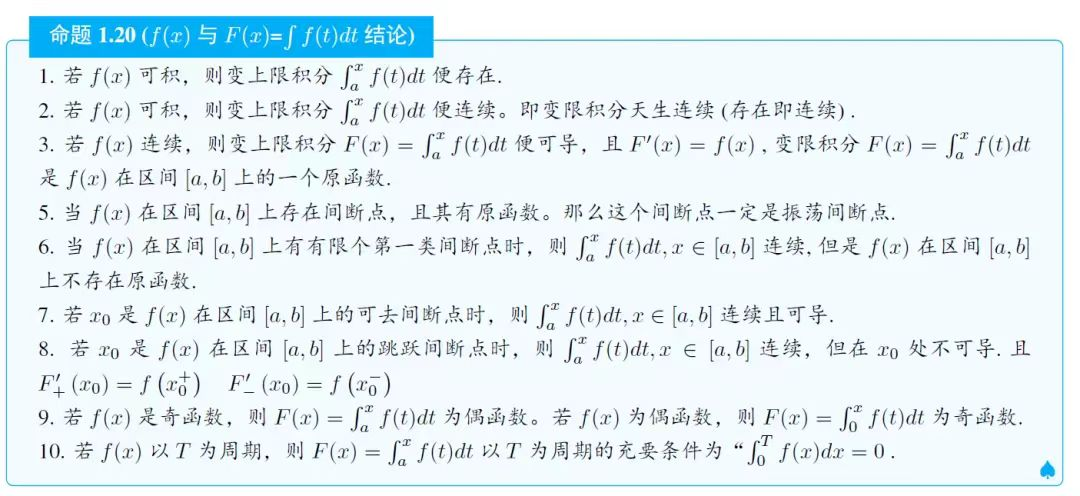 命题 1.20 (f(x) 与 F(x)=∫ f(t)dt 结论)
1. 若 f(x) 可积，则变上限积分 ∫_a^x f(t)dt 便存在.
2. 若 f(x) 可积，则变上限积分 ∫_a^x f(t)dt 便连续。即变限积分天生连续 (存在即连续) .
3. 若 f(x) 连续，则变上限积分 F(x) = ∫_a^x f(t)dt 便可导，且 F′(x) = f(x) , 变限积分 F(x) = ∫_a^x f(t)dt
是 f(x) 在区间 [a, b] 上的一个原函数.
5. 当 f(x) 在区间 [a, b] 上存在间断点，且其有原函数。那么这个间断点一定是振荡间断点.
6. 当 f(x) 在区间 [a, b] 上有有限个第一类间断点时，则 ∫_a^x f(t)dt, x ∈ [a, b] 连续, 但是 f(x) 在区间 [a, b]
上不存在原函数.
7. 若 x₀ 是 f(x) 在区间 [a, b] 上的可去间断点时，则 ∫_a^x f(t)dt, x ∈ [a, b] 连续且可导.
8. 若 x₀ 是 f(x) 在区间 [a, b] 上的跳跃间断点时，则 ∫_a^x f(t)dt, x ∈ [a, b] 连续，但在 x₀ 处不可导. 且
F′₊ (x₀) = f (x₀⁺) F′₋ (x₀) = f (x₀⁻)
9. 若 f(x) 是奇函数，则 F(x) = ∫_a^x f(t)dt 为偶函数。若 f(x) 为偶函数，则 F(x) = ∫_0^x f(t)dt 为奇函数.
10. 若 f(x) 以 T 为周期，则 F(x) = ∫_a^x f(t)dt 以 T 为周期的充要条件为 “∫_0^T f(x)dx = 0 .